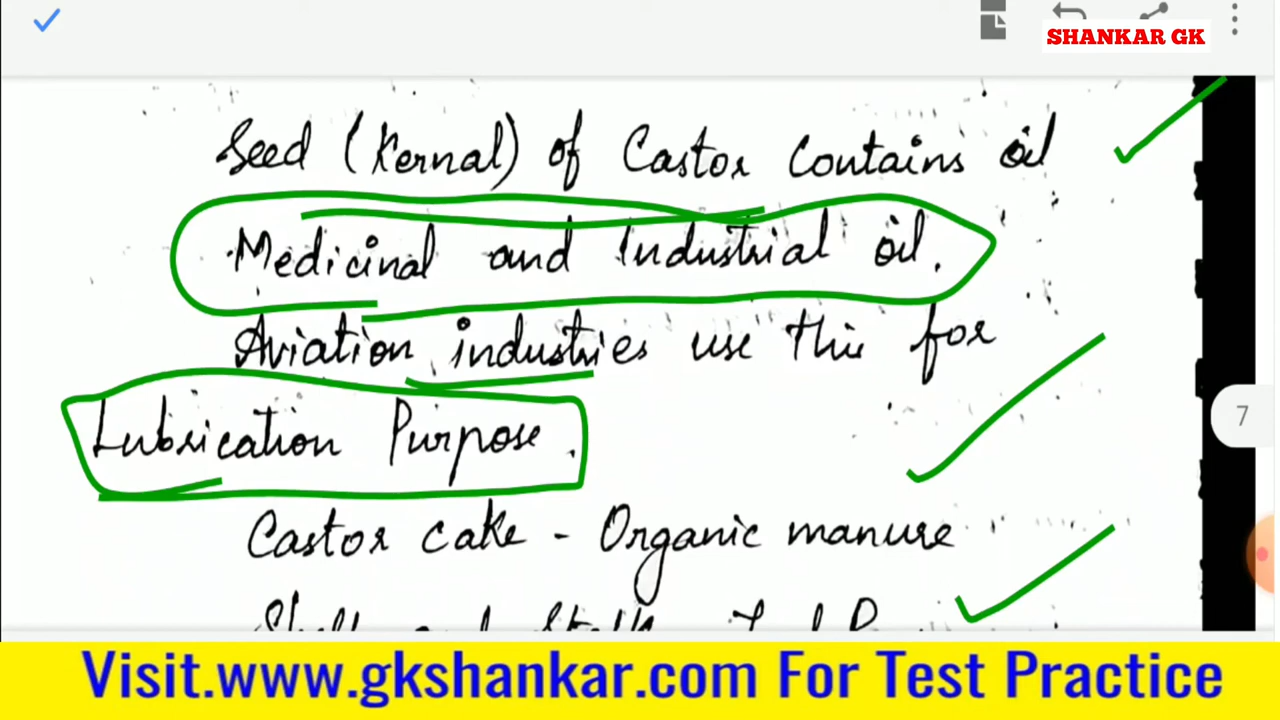 SHANKAR GK
Seed (Kernal) of Castor Contains oil
Medicinal and Industrial oil.
Aviation industries use this for
Lubrication Purpose.
7
Castor cake - Organic manure
Visit.www.gkshankar.com For Test Practice